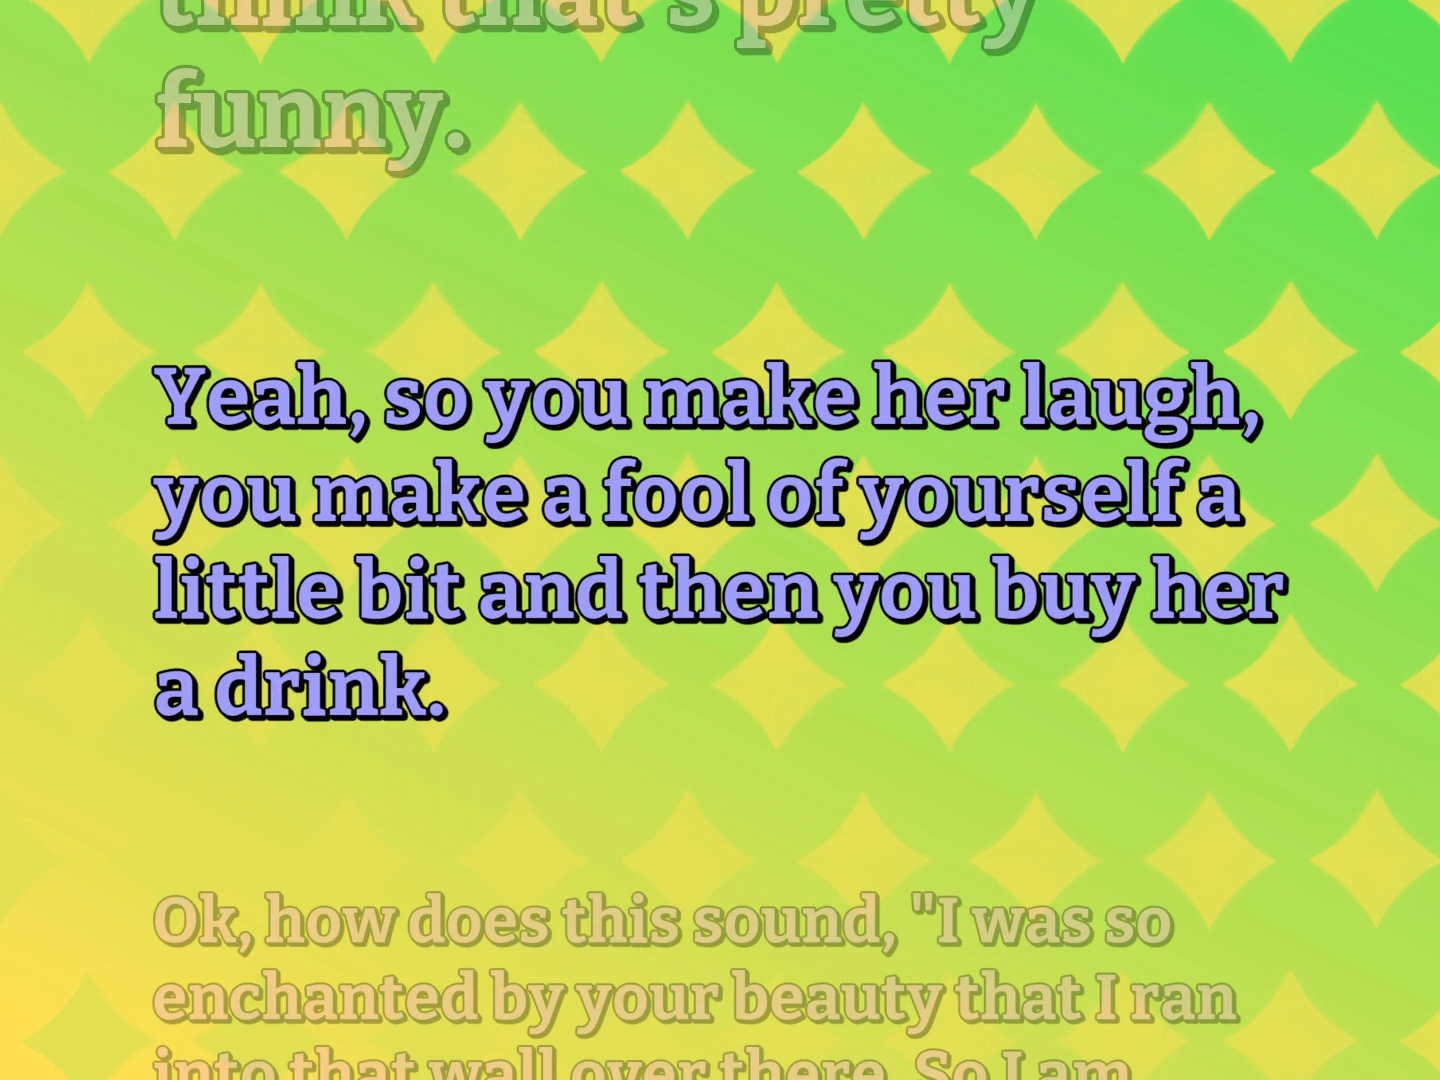 think that's pretty
funny.
Yeah, so you make her laugh,
you make a fool of yourself a
little bit and then you buy her
a drink.
Ok, how does this sound, "I was so
enchanted by your beauty that I ran
into that wall over there. So I am